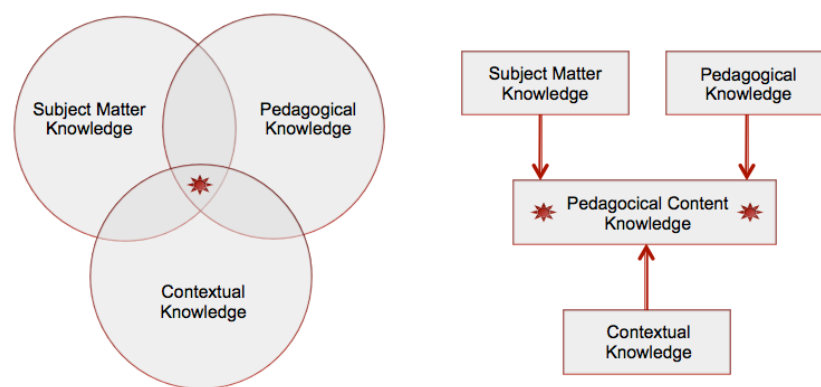 Subject Matter
Knowledge
Pedagogical
Knowledge
Contextual
Knowledge
Subject Matter
Knowledge
Pedagogical
Knowledge
Pedagocical Content
Knowledge
Contextual
Knowledge